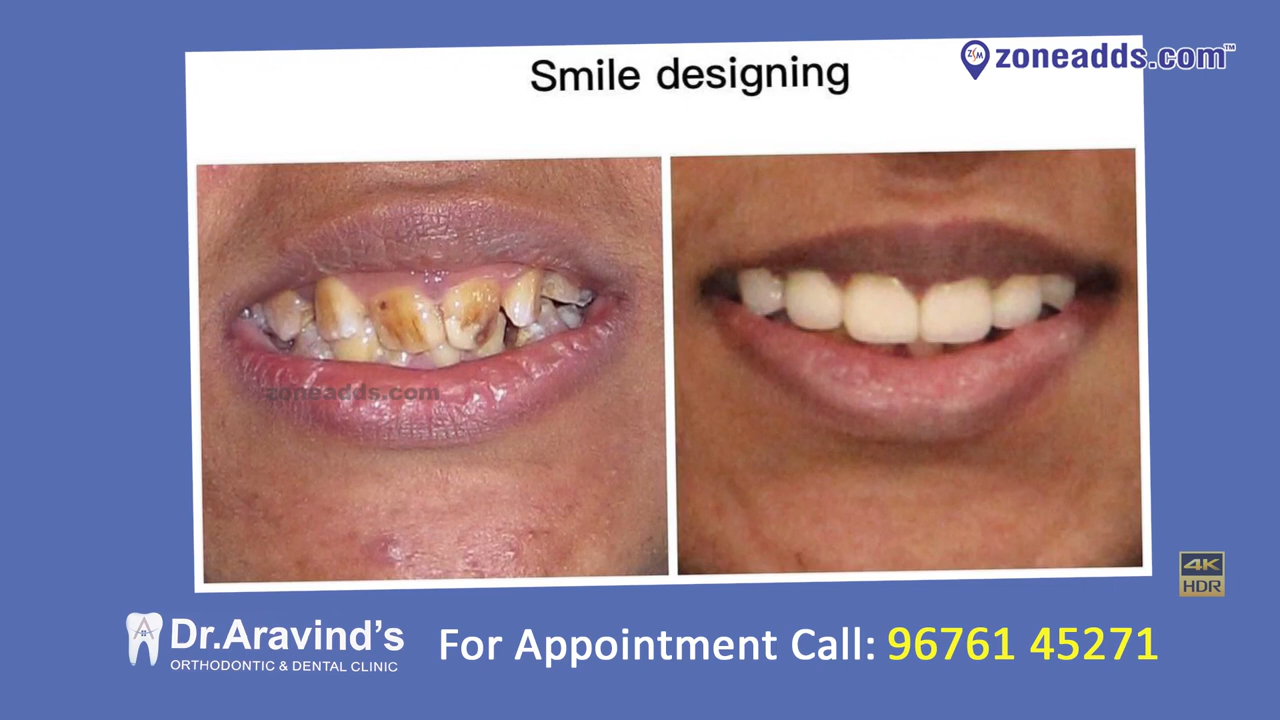 zoneadds.com™
Smile designing
zoneadds.com
4K
HDR
Dr.Aravind's
ORTHODONTIC & DENTAL CLINIC
For Appointment Call: 96761 45271